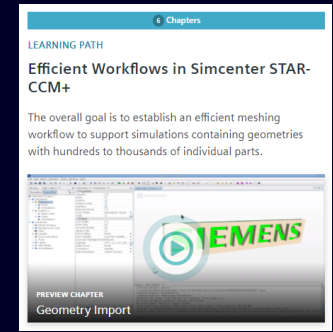 6 Chapters
LEARNING PATH
Efficient Workflows in Simcenter STAR-
CCM+
The overall goal is to establish an efficient meshing
workflow to support simulations containing geometries
with hundreds to thousands of individual parts.
IEMENS
PREVIEW CHAPTER
Geometry Import